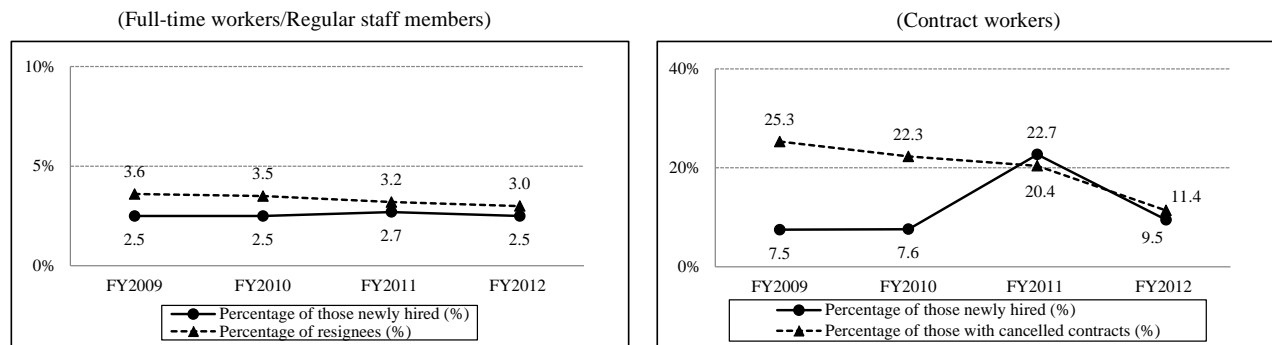 (Full-time workers/Regular staff members)
10%
5%
0%
3.6 3.5 3.2 3.0
2.5 2.5 2.7 2.5
FY2009 FY2010 FY2011 FY2012
Percentage of those newly hired (%)
Percentage of resignees (%)
(Contract workers)
40%
20%
0%
25.3 22.3 22.7
20.4 11.4
7.5 7.6 9.5
FY2009 FY2010 FY2011 FY2012
Percentage of those newly hired (%)
Percentage of those with cancelled contracts (%)